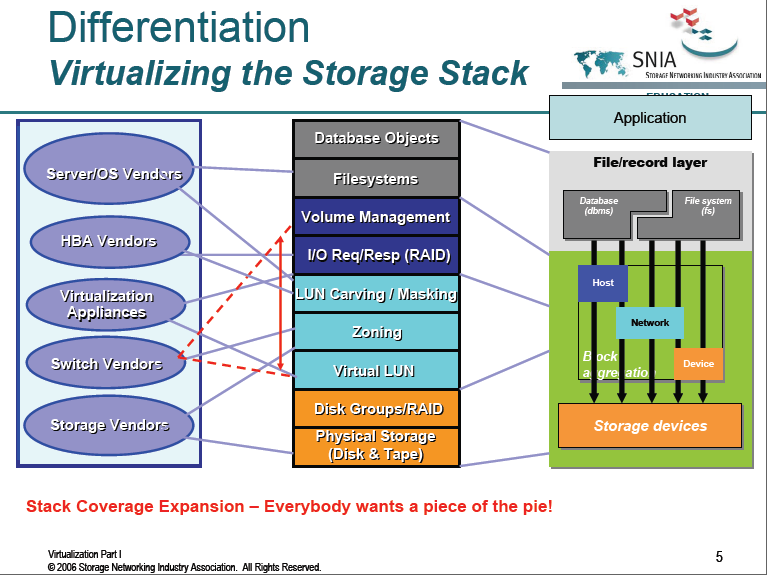 Differentiation
Virtualizing the Storage Stack
SNIA
STORAGE NETWORKING INDUSTRY ASSOCIATION
EDUCATION
Server/OS Vendors
HBA Vendors
Virtualization
Appliances
Switch Vendors
Storage Vendors
Database Objects
Filesystems
Volume Management
I/O Req/Resp (RAID)
LUN Carving / Masking
Zoning
Virtual LUN
Disk Groups/RAID
Physical Storage
(Disk & Tape)
Application
File/record layer
Database
(dbms)
File system
(fs)
Host
Network
Device
Block
aggregation
Storage devices
Stack Coverage Expansion – Everybody wants a piece of the pie!
Virtualization Part I
© 2006 Storage Networking Industry Association. All Rights Reserved.
5